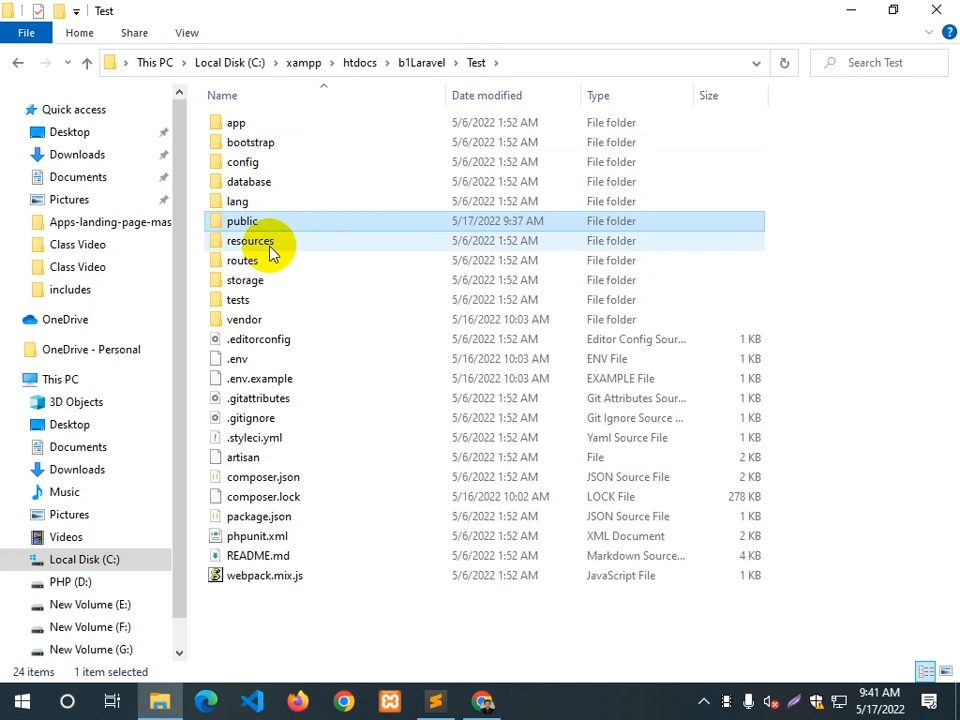 Test
File Home Share View
This PC Local Disk (C:) xampp htdocs b1Laravel Test
Search Test
Name Date modified Type Size
Quick access
Desktop
Downloads
Documents
Pictures
Apps-landing-page-mas
Class Video
Class Video
includes
OneDrive
OneDrive - Personal
This PC
3D Objects
Desktop
Documents
Downloads
Music
Pictures
Videos
Local Disk (C:)
PHP (D:)
New Volume (E:)
New Volume (F:)
New Volume (G:)
app 5/6/2022 1:52 AM File folder
bootstrap 5/6/2022 1:52 AM File folder
config 5/6/2022 1:52 AM File folder
database 5/6/2022 1:52 AM File folder
lang 5/6/2022 1:52 AM File folder
public 5/17/2022 9:37 AM File folder
resources 5/6/2022 1:52 AM File folder
routes 5/6/2022 1:52 AM File folder
storage 5/6/2022 1:52 AM File folder
tests 5/6/2022 1:52 AM File folder
vendor 5/16/2022 10:03 AM File folder
.editorconfig 5/6/2022 1:52 AM Editor Config Sour... 1 KB
.env 5/16/2022 10:03 AM ENV File 1 KB
.env.example 5/16/2022 10:03 AM EXAMPLE File 1 KB
.gitattributes 5/6/2022 1:52 AM Git Attributes Sour... 1 KB
.gitignore 5/6/2022 1:52 AM Git Ignore Source ... 1 KB
.styleci.yml 5/6/2022 1:52 AM Yaml Source File 1 KB
artisan 5/6/2022 1:52 AM File 2 KB
composer.json 5/6/2022 1:52 AM JSON Source File 2 KB
composer.lock 5/16/2022 10:02 AM LOCK File 278 KB
package.json 5/6/2022 1:52 AM JSON Source File 1 KB
phpunit.xml 5/6/2022 1:52 AM XML Document 2 KB
README.md 5/6/2022 1:52 AM Markdown Source... 4 KB
webpack.mix.js 5/6/2022 1:52 AM JavaScript File 1 KB
24 items 1 item selected
9:41 AM
5/17/2022